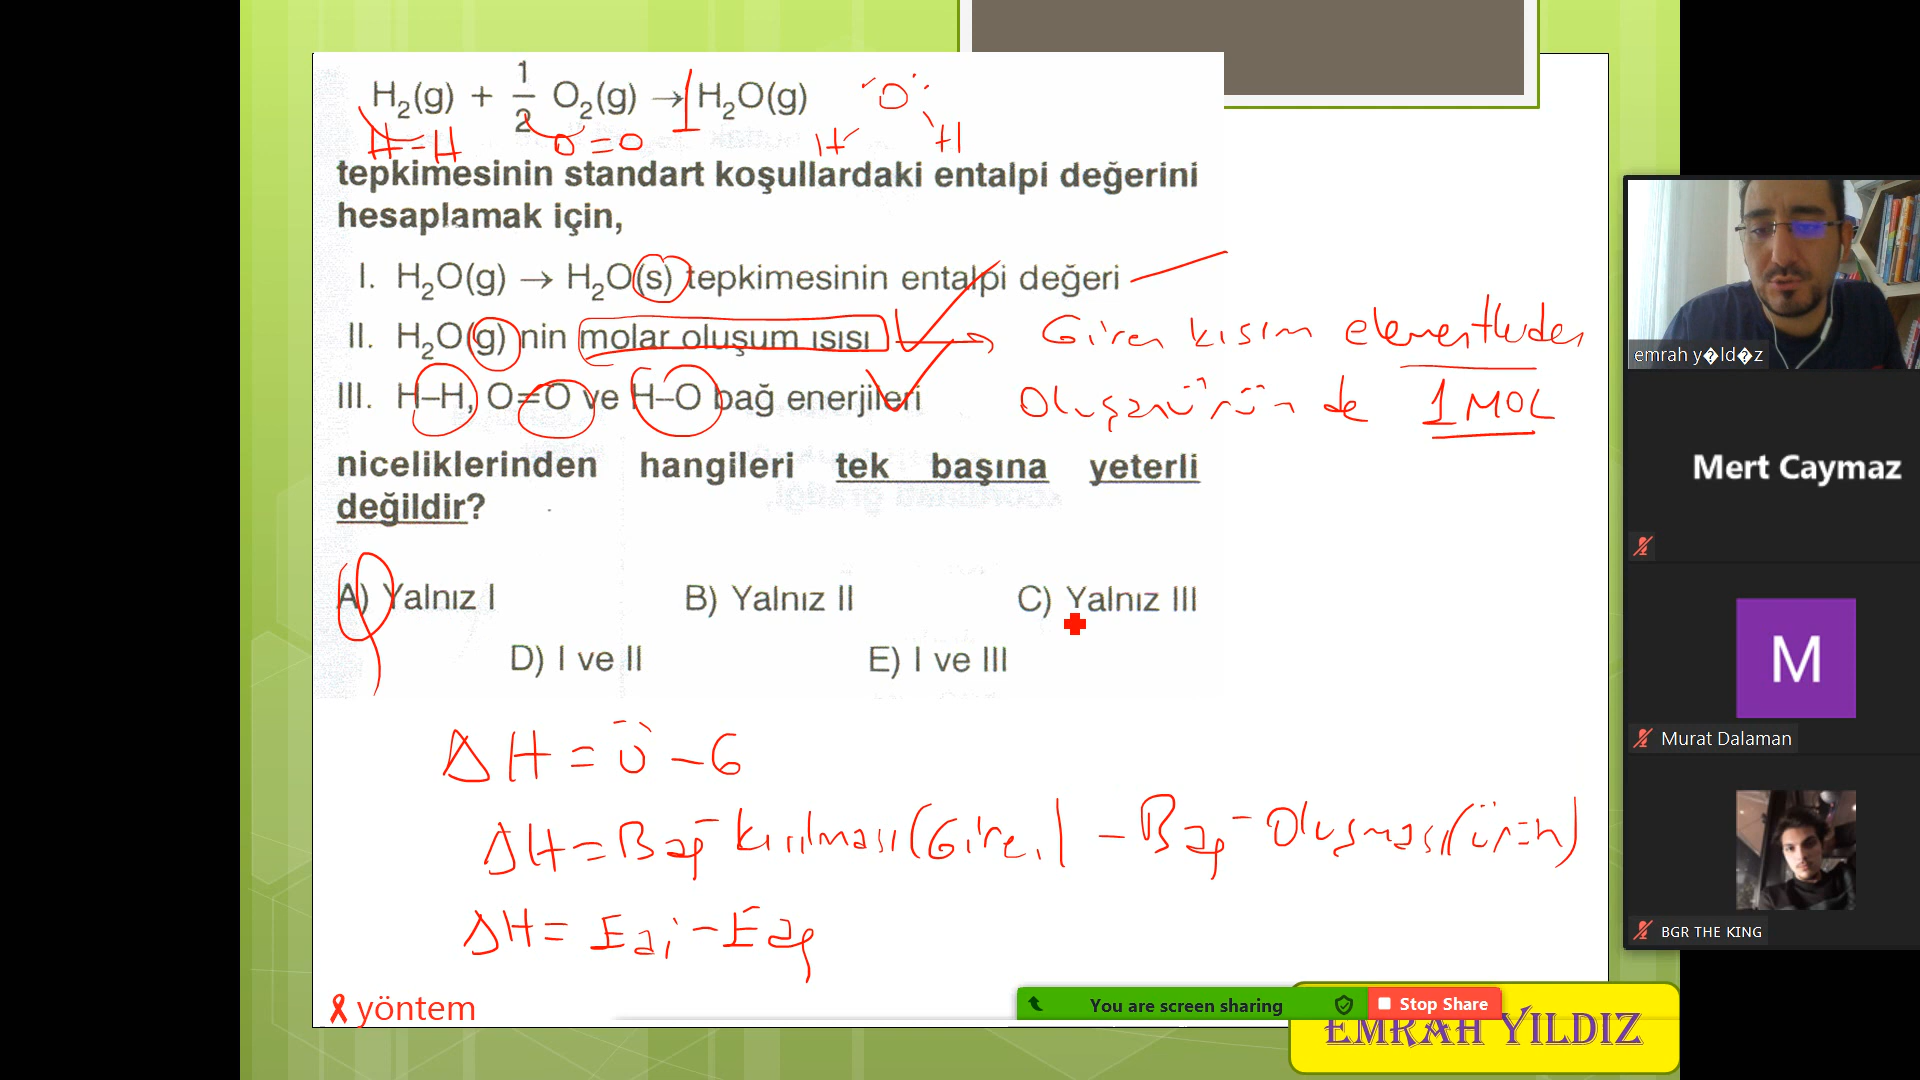 H₂(g) + 1/2 O₂(g) → 1 H₂O(g)
H–H O=O H O H
tepkimesinin standart koşullardaki entalpi değerini
hesaplamak için,
I. H₂O(g) → H₂O(s) tepkimesinin entalpi değeri
II. H₂O(g) nin molar oluşum ısısı
III. H–H, O=O ve H–O bağ enerjileri
Giren kısım elementlerden
Oluşan ürün de 1 MOL
niceliklerinden hangileri tek başına yeterli
değildir?
A) Yalnız I B) Yalnız II C) Yalnız III
D) I ve II E) I ve III
ΔH = Ü – G
ΔH = Bağ kırılması (Giren) – Bağ Oluşması (ürün)
ΔH = Eai – Eag
yöntem
EMRAH YILDIZ
You are screen sharing
Stop Share
emrah y�ld�z
Mert Caymaz
M
Murat Dalaman
BGR THE KING